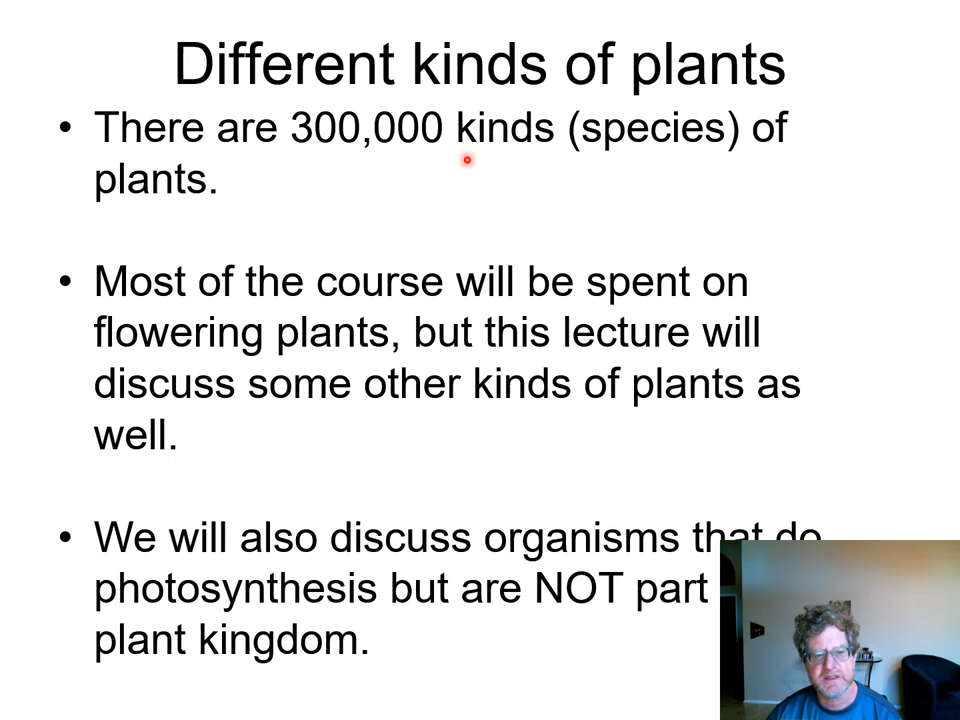 Different kinds of plants
• There are 300,000 kinds (species) of
plants.
• Most of the course will be spent on
flowering plants, but this lecture will
discuss some other kinds of plants as
well.
• We will also discuss organisms that do
photosynthesis but are NOT part
plant kingdom.